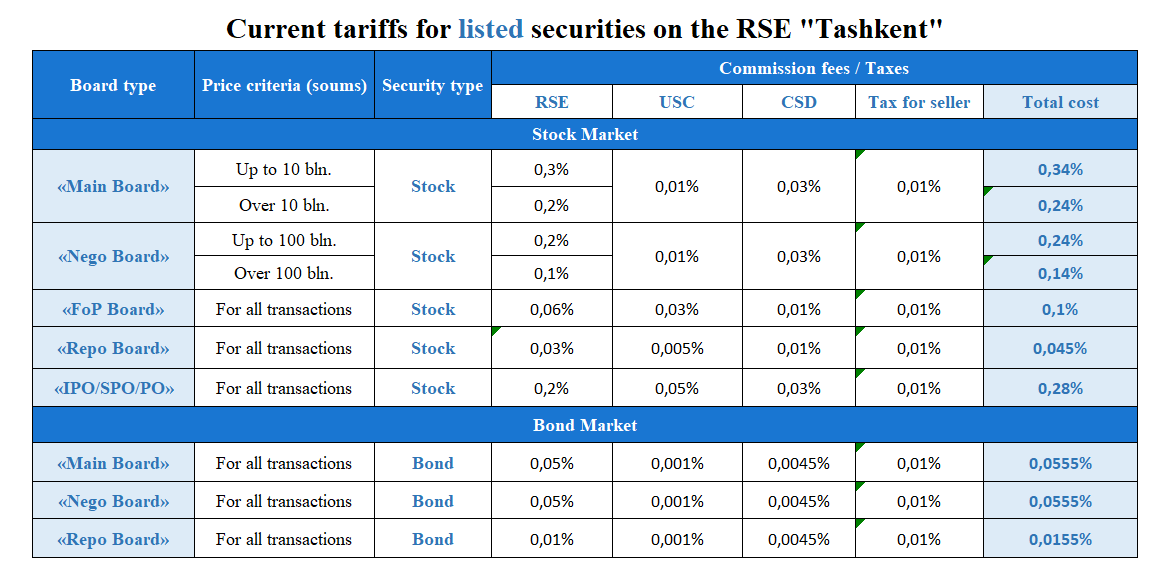 Current tariffs for listed securities on the RSE "Tashkent"
Board type Price criteria (soums) Security type Commission fees / Taxes
RSE USC CSD Tax for seller Total cost
Stock Market
«Main Board» Up to 10 bln. Stock 0,3% 0,01% 0,03% 0,01% 0,34%
Over 10 bln. 0,2% 0,24%
«Nego Board» Up to 100 bln. Stock 0,2% 0,01% 0,03% 0,01% 0,24%
Over 100 bln. 0,1% 0,14%
«FoP Board» For all transactions Stock 0,06% 0,03% 0,01% 0,01% 0,1%
«Repo Board» For all transactions Stock 0,03% 0,005% 0,01% 0,01% 0,045%
«IPO/SPO/PO» For all transactions Stock 0,2% 0,05% 0,03% 0,01% 0,28%
Bond Market
«Main Board» For all transactions Bond 0,05% 0,001% 0,0045% 0,01% 0,0555%
«Nego Board» For all transactions Bond 0,05% 0,001% 0,0045% 0,01% 0,0555%
«Repo Board» For all transactions Bond 0,01% 0,001% 0,0045% 0,01% 0,0155%